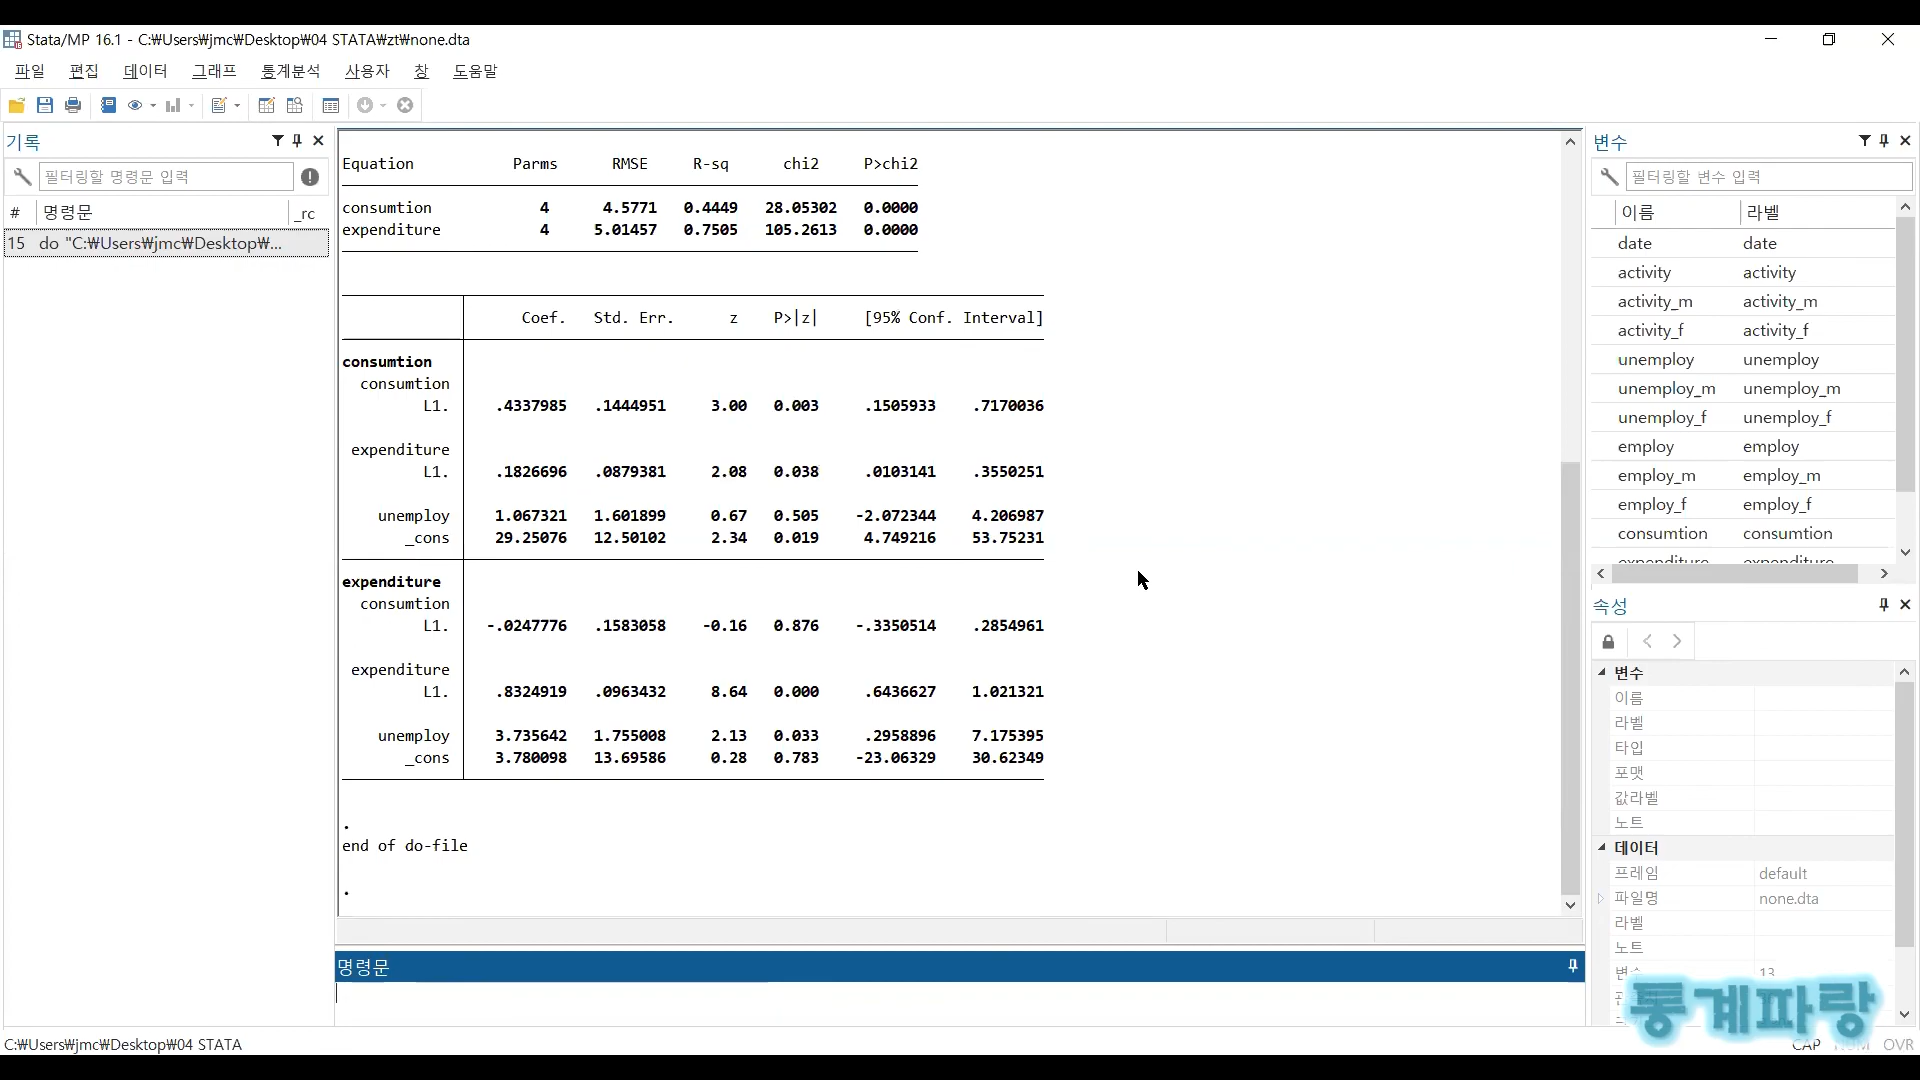 Stata/MP 16.1 - C:₩Users₩jmc₩Desktop₩04 STATA₩zt₩none.dta
파일 편집 데이터 그래프 통계분석 사용자 창 도움말
기록
필터링할 명령문 입력
# 명령문 _rc
15 do "C:₩Users₩jmc₩Desktop₩...
Equation Parms RMSE R-sq chi2 P>chi2
consumtion 4 4.5771 0.4449 28.05302 0.0000
expenditure 4 5.01457 0.7505 105.2613 0.0000
Coef. Std. Err. z P>|z| [95% Conf. Interval]
consumtion
consumtion
L1. .4337985 .1444951 3.00 0.003 .1505933 .7170036
expenditure
L1. .1826696 .0879381 2.08 0.038 .0103141 .3550251
unemploy 1.067321 1.601899 0.67 0.505 -2.072344 4.206987
_cons 29.25076 12.50102 2.34 0.019 4.749216 53.75231
expenditure
consumtion
L1. -.0247776 .1583058 -0.16 0.876 -.3350514 .2854961
expenditure
L1. .8324919 .0963432 8.64 0.000 .6436627 1.021321
unemploy 3.735642 1.755008 2.13 0.033 .2958896 7.175395
_cons 3.780098 13.69586 0.28 0.783 -23.06329 30.62349
.
end of do-file
.
명령문
변수
필터링할 변수 입력
이름 라벨
date date
activity activity
activity_m activity_m
activity_f activity_f
unemploy unemploy
unemploy_m unemploy_m
unemploy_f unemploy_f
employ employ
employ_m employ_m
employ_f employ_f
consumtion consumtion
expenditure expenditure
속성
변수
이름
라벨
타입
포맷
값라벨
노트
데이터
프레임 default
파일명 none.dta
라벨
노트
변수 13
통계파랑
C:₩Users₩jmc₩Desktop₩04 STATA
CAP NUM OVR